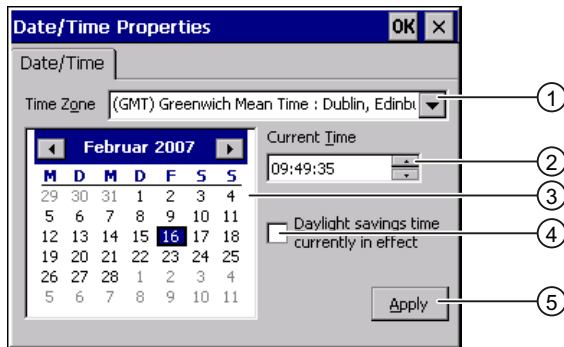 Date/Time Properties OK ×
Date/Time
Time Zone (GMT) Greenwich Mean Time : Dublin, Edinbu
1
Februar 2007
Current Time
09:49:35
2
M D M D F S S
29 30 31 1 2 3 4
3
5 6 7 8 9 10 11
12 13 14 15 16 17 18
19 20 21 22 23 24 25
26 27 28 1 2 3 4
5 6 7 8 9 10 11
Daylight savings time
currently in effect
4
Apply
5